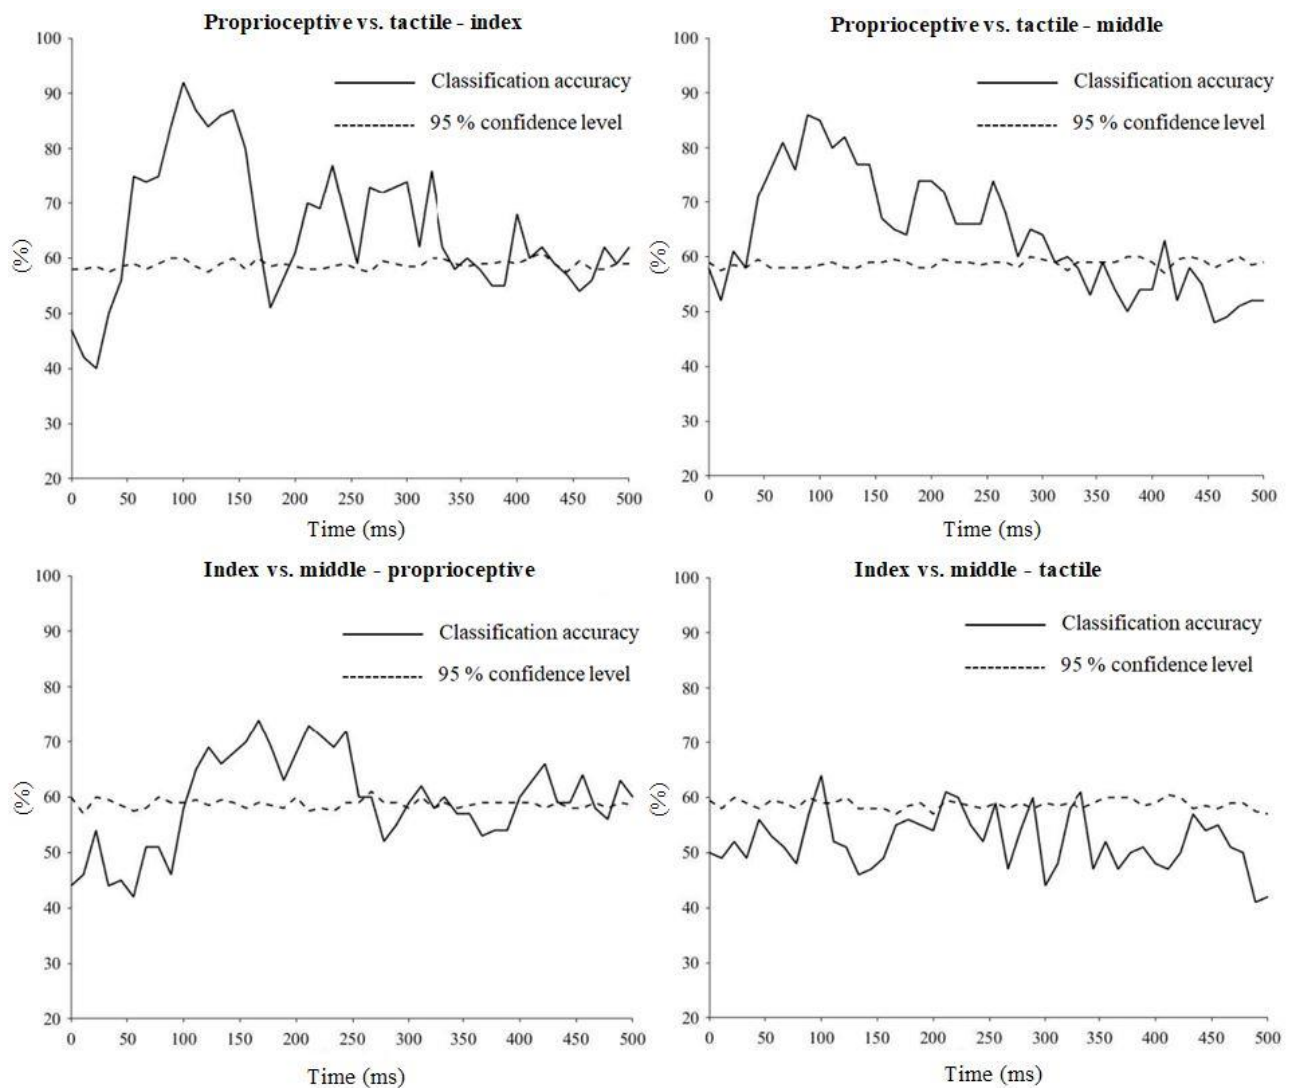 Proprioceptive vs. tactile - index
100
90
80
70
60
50
40
30
20
(%)
Classification accuracy
95 % confidence level
0 50 100 150 200 250 300 350 400 450 500
Time (ms)
Proprioceptive vs. tactile - middle
100
90
80
70
60
50
40
30
20
(%)
Classification accuracy
95 % confidence level
0 50 100 150 200 250 300 350 400 450 500
Time (ms)
Index vs. middle - proprioceptive
100
90
80
70
60
50
40
30
20
(%)
Classification accuracy
95 % confidence level
0 50 100 150 200 250 300 350 400 450 500
Time (ms)
Index vs. middle - tactile
100
90
80
70
60
50
40
30
20
(%)
Classification accuracy
95 % confidence level
0 50 100 150 200 250 300 350 400 450 500
Time (ms)